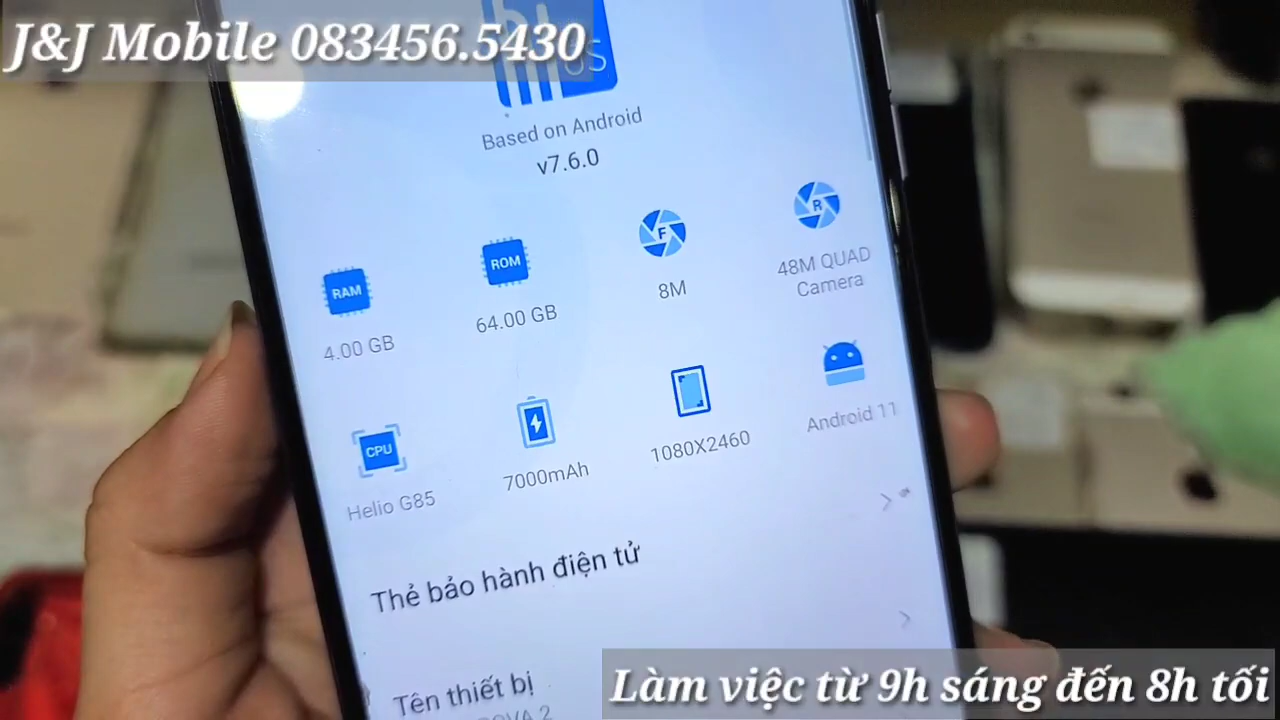 J&J Mobile 083456.5430
hi
OS
Based on Android
v7.6.0
RAM
4.00 GB
ROM
64.00 GB
F
8M
R
48M QUAD
Camera
CPU
Helio G85
7000mAh
1080X2460
Android 11
Thẻ bảo hành điện tử
Tên thiết bị
Làm việc từ 9h sáng đến 8h tối